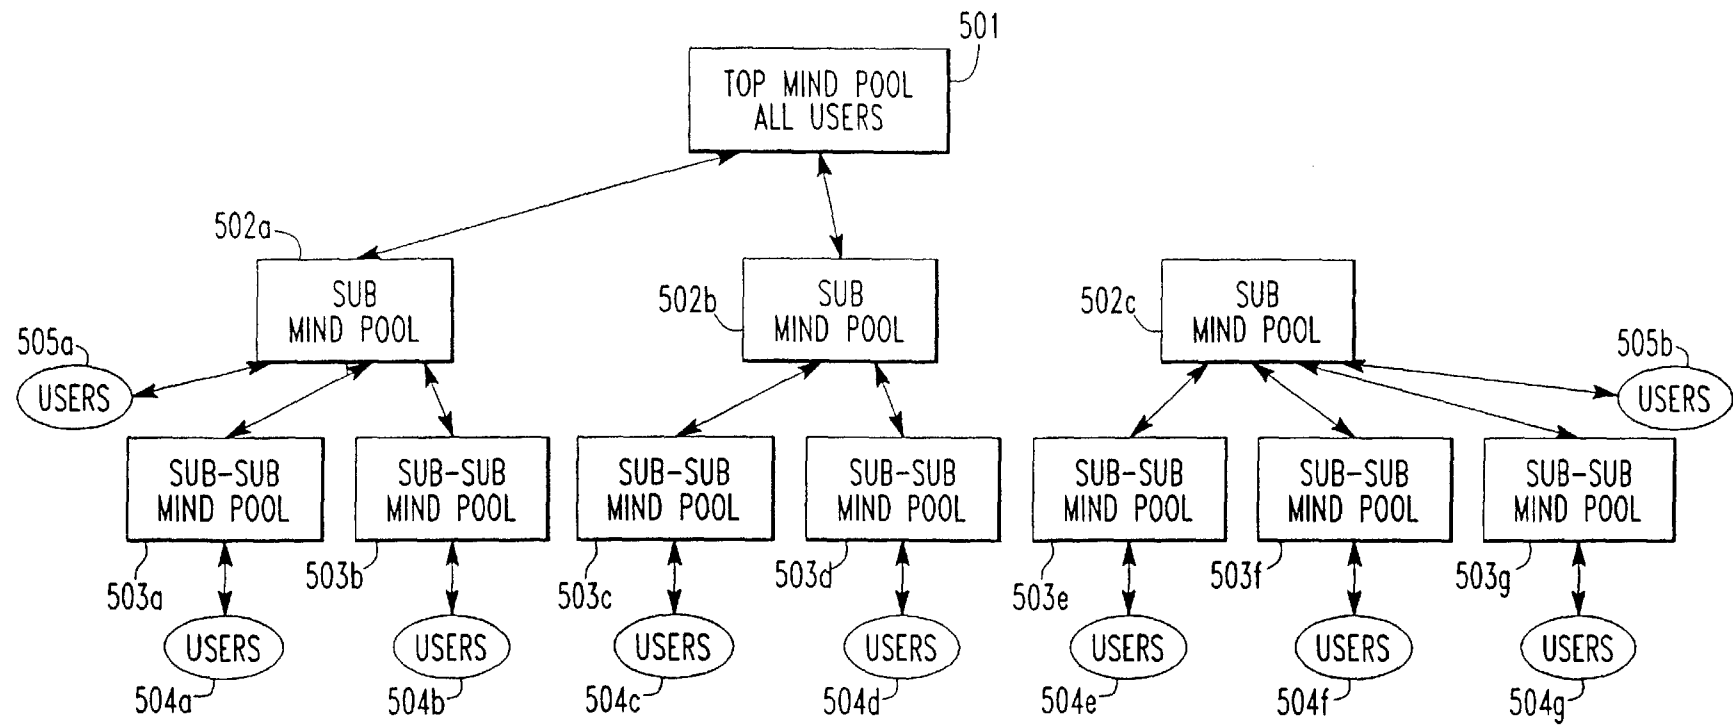 501
TOP MIND POOL
ALL USERS
502a
SUB
MIND POOL
502b
SUB
MIND POOL
502c
SUB
MIND POOL
505a
USERS
505b
USERS
SUB-SUB
MIND POOL
SUB-SUB
MIND POOL
SUB-SUB
MIND POOL
SUB-SUB
MIND POOL
SUB-SUB
MIND POOL
SUB-SUB
MIND POOL
SUB-SUB
MIND POOL
503a
503b
503c
503d
503e
503f
503g
USERS
USERS
USERS
USERS
USERS
USERS
USERS
504a
504b
504c
504d
504e
504f
504g